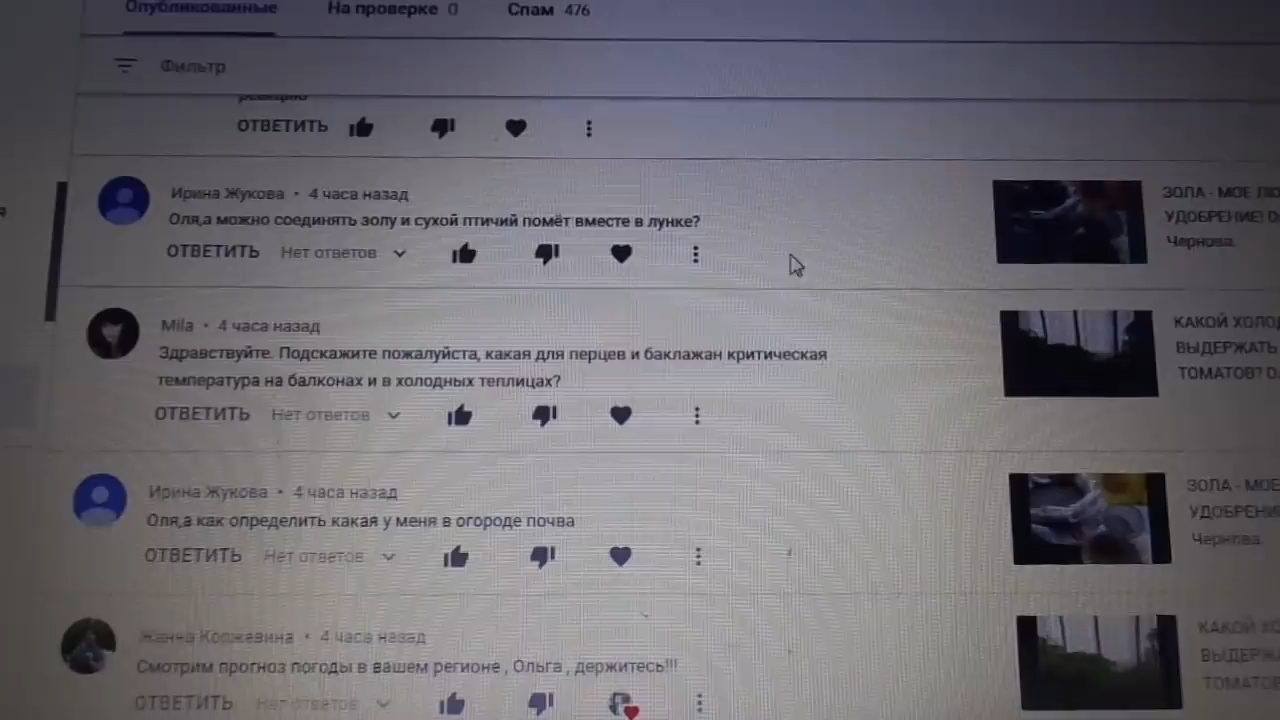 Опубликованные На проверке 0 Спам 476
Фильтр
реакцию
ОТВЕТИТЬ
Ирина Жукова • 4 часа назад
Оля,а можно соединять золу и сухой птичий помёт вместе в лунке?
ОТВЕТИТЬ Нет ответов
ЗОЛА - МОЕ
УДОБРЕНИЕ! О
Чернова.
Mila • 4 часа назад
Здравствуйте. Подскажите пожалуйста, какая для перцев и баклажан критическая
температура на балконах и в холодных теплицах?
ОТВЕТИТЬ Нет ответов
КАКОЙ ХОЛОД
ВЫДЕРЖАТЬ
ТОМАТОВ? О.
Ирина Жукова • 4 часа назад
Оля,а как определить какая у меня в огороде почва
ОТВЕТИТЬ Нет ответов
ЗОЛА - МОЕ
УДОБРЕНИ
Чернова.
Жанна Коржевина • 4 часа назад
Смотрим прогноз погоды в вашем регионе , Ольга , держитесь!!!
ОТВЕТИТЬ Нет ответов
КАКОЙ ХО
ВЫДЕРЖА
ТОМАТО